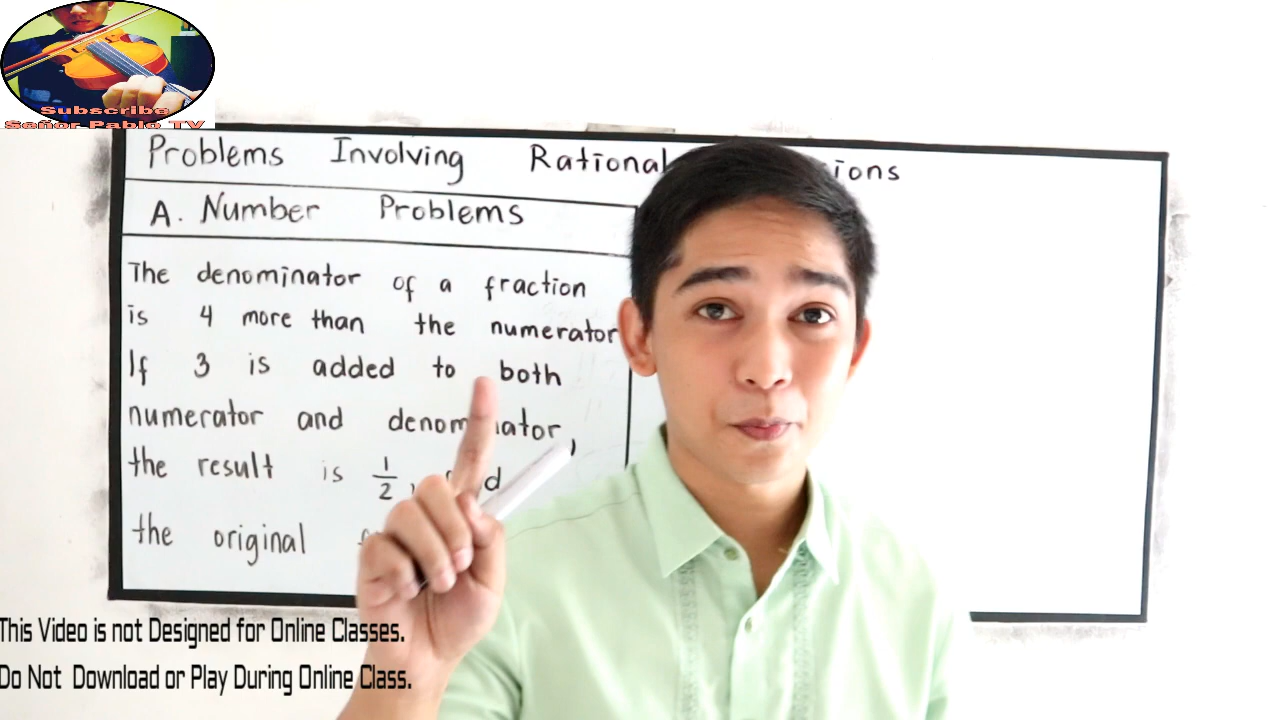 Subscribe
Señor Pablo TV
Problems Involving Rational ions
A. Number Problems
The denominator of a fraction
is 4 more than the numerator
If 3 is added to both
numerator and denominator,
the result is 1/2,
the original
This Video is not Designed for Online Classes.
Do Not Download or Play During Online Class.